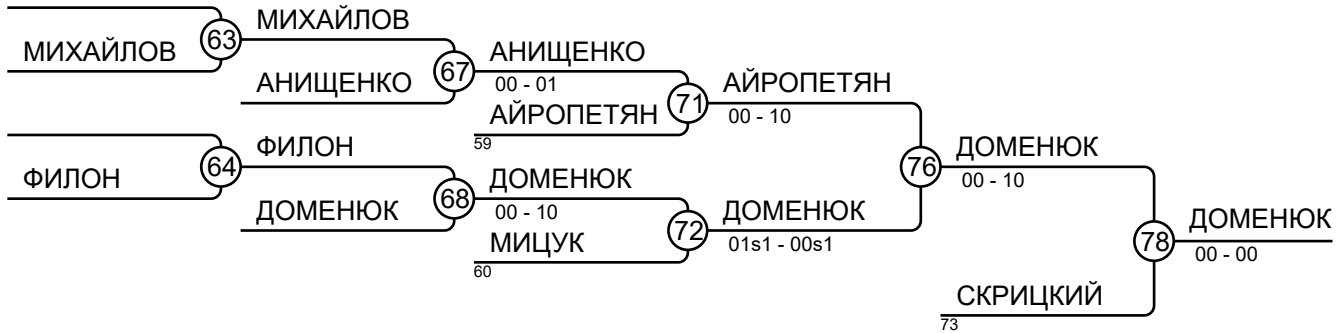 МИХАЙЛОВ
63
МИХАЙЛОВ
АНИЩЕНКО
67
АНИЩЕНКО
00 - 01
АЙРОПЕТЯН
59
71
АЙРОПЕТЯН
00 - 10
ФИЛОН
64
ФИЛОН
ДОМЕНЮК
68
ДОМЕНЮК
00 - 10
МИЦУК
60
72
ДОМЕНЮК
01s1 - 00s1
76
ДОМЕНЮК
00 - 10
СКРИЦКИЙ
73
78
ДОМЕНЮК
00 - 00